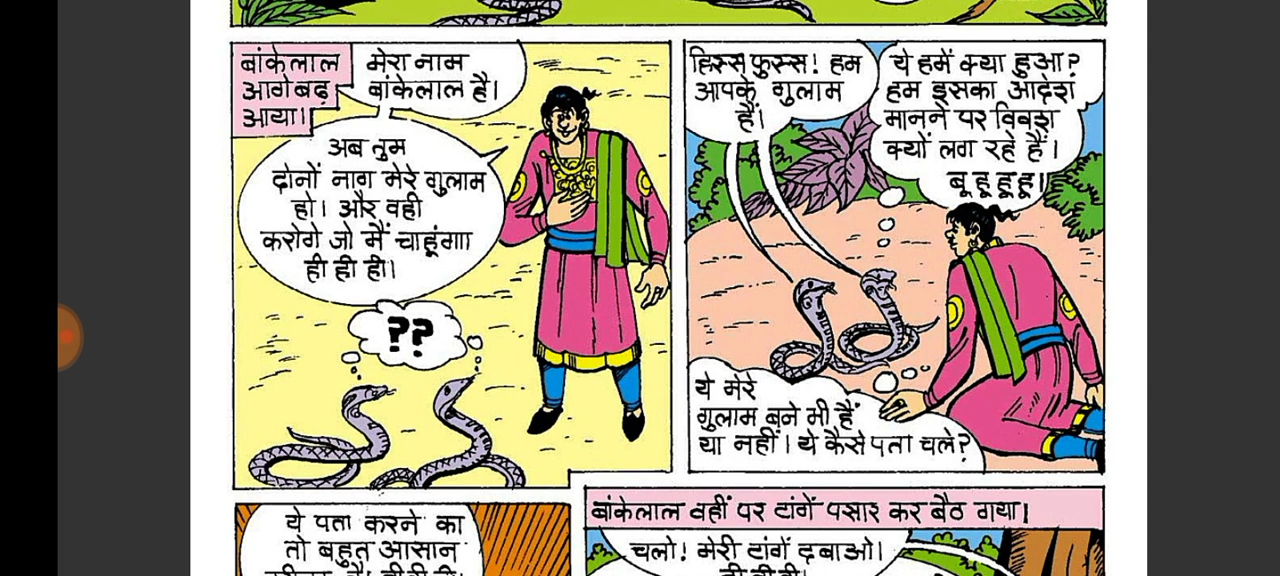 बांकेलाल
आगे बढ़
आया।
मेरा नाम
बांकेलाल है।
अब तुम
दोनों नाग मेरे गुलाम
हो। और वही
करोगे जो मैं चाहूंगाा
ही ही ही।
??
हिस्स फुस्स! हम
आपके गुलाम
हैं।
ये हमें क्या हुआ?
हम इसका आदेश
मानने पर विवश
क्यों लग रहे हैं।
बू हू हू हू।
ये मेरे
गुलाम बने भी हैं
या नहीं। ये कैसे पता चले?
ये पता करने का
तो बहुत आसान
बांकेलाल वहीं पर टांगें पसार कर बैठ गया।
चलो! मेरी टांगें दबाओ।